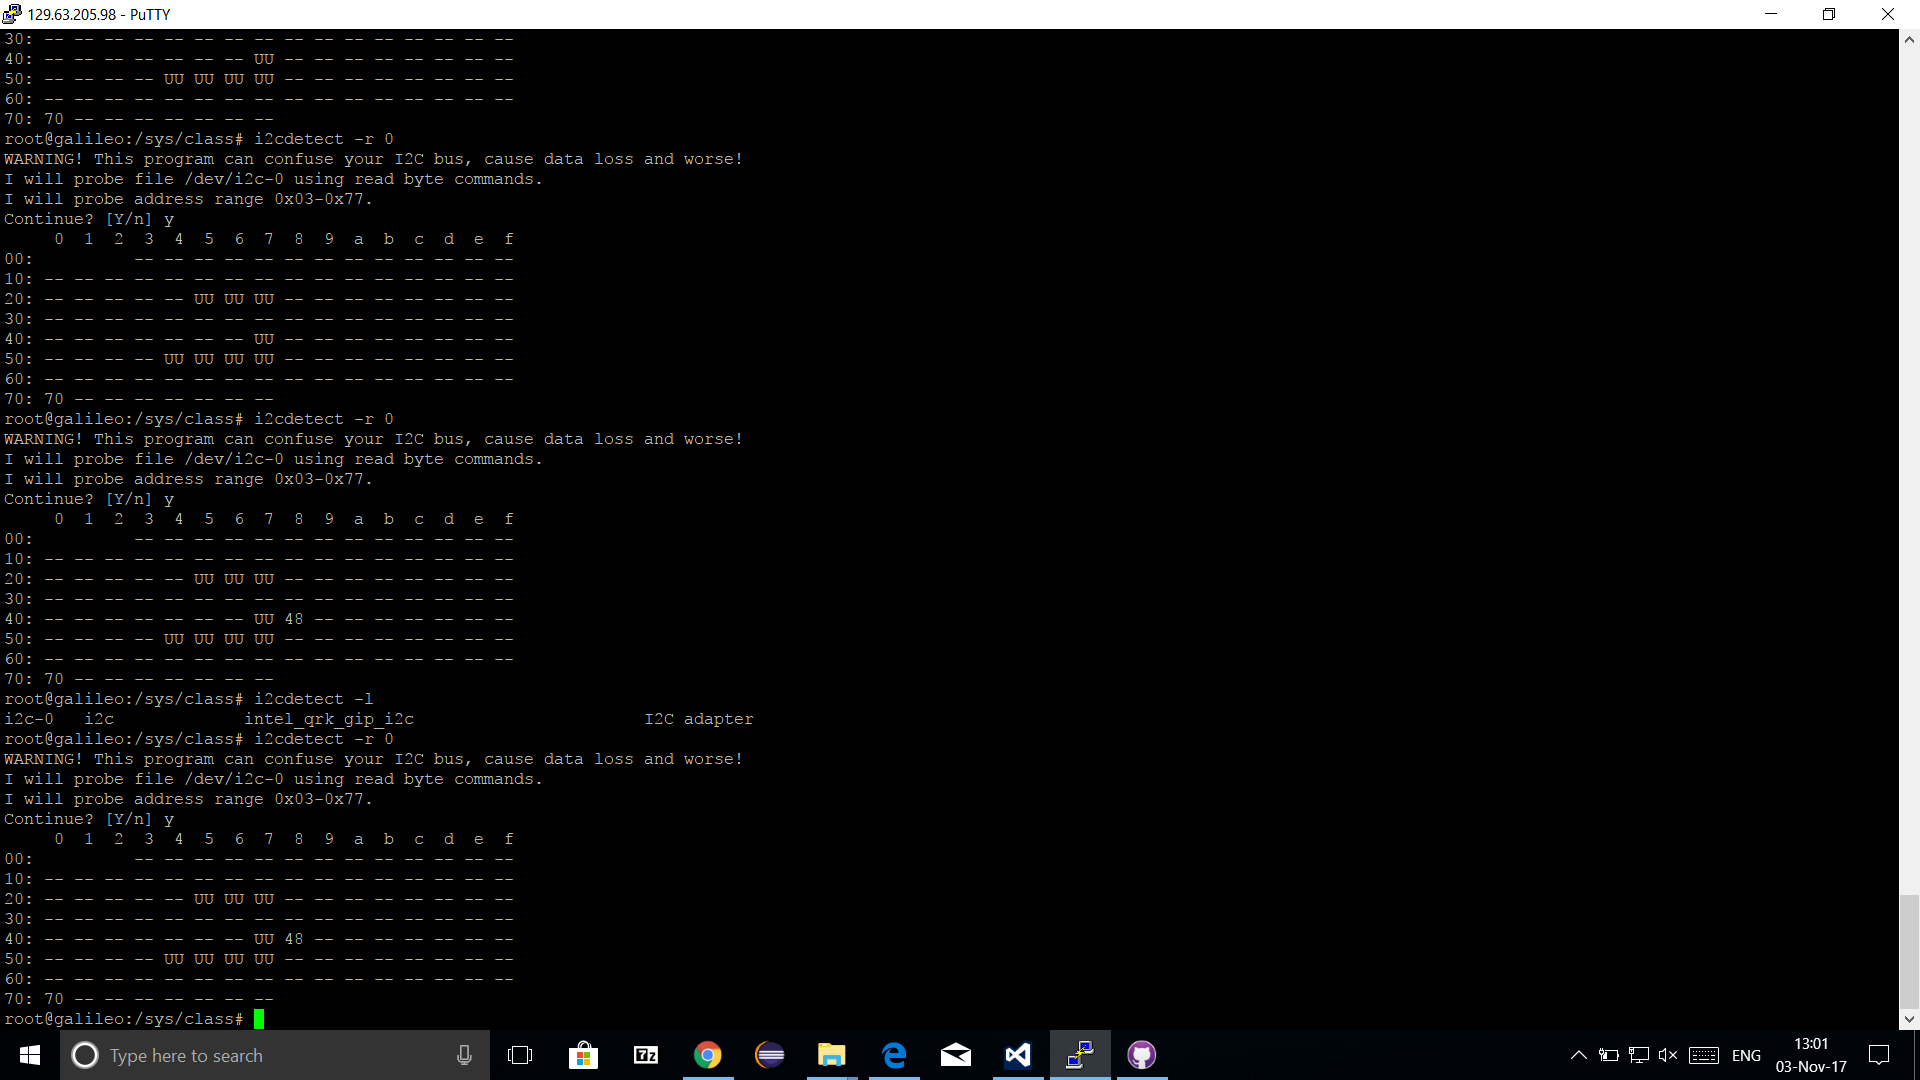 129.63.205.98 - PuTTY
30: -- -- -- -- -- -- -- -- -- -- -- -- -- -- -- --
40: -- -- -- -- -- -- -- UU -- -- -- -- -- -- -- --
50: -- -- -- -- UU UU UU UU -- -- -- -- -- -- -- --
60: -- -- -- -- -- -- -- -- -- -- -- -- -- -- -- --
70: 70 -- -- -- -- -- -- --
root@galileo:/sys/class# i2cdetect -r 0
WARNING! This program can confuse your I2C bus, cause data loss and worse!
I will probe file /dev/i2c-0 using read byte commands.
I will probe address range 0x03-0x77.
Continue? [Y/n] y
     0  1  2  3  4  5  6  7  8  9  a  b  c  d  e  f
00:          -- -- -- -- -- -- -- -- -- -- -- -- --
10: -- -- -- -- -- -- -- -- -- -- -- -- -- -- -- --
20: -- -- -- -- -- UU UU UU -- -- -- -- -- -- -- --
30: -- -- -- -- -- -- -- -- -- -- -- -- -- -- -- --
40: -- -- -- -- -- -- -- UU -- -- -- -- -- -- -- --
50: -- -- -- -- UU UU UU UU -- -- -- -- -- -- -- --
60: -- -- -- -- -- -- -- -- -- -- -- -- -- -- -- --
70: 70 -- -- -- -- -- -- --
root@galileo:/sys/class# i2cdetect -r 0
WARNING! This program can confuse your I2C bus, cause data loss and worse!
I will probe file /dev/i2c-0 using read byte commands.
I will probe address range 0x03-0x77.
Continue? [Y/n] y
     0  1  2  3  4  5  6  7  8  9  a  b  c  d  e  f
00:          -- -- -- -- -- -- -- -- -- -- -- -- --
10: -- -- -- -- -- -- -- -- -- -- -- -- -- -- -- --
20: -- -- -- -- -- UU UU UU -- -- -- -- -- -- -- --
30: -- -- -- -- -- -- -- -- -- -- -- -- -- -- -- --
40: -- -- -- -- -- -- -- UU 48 -- -- -- -- -- -- --
50: -- -- -- -- UU UU UU UU -- -- -- -- -- -- -- --
60: -- -- -- -- -- -- -- -- -- -- -- -- -- -- -- --
70: 70 -- -- -- -- -- -- --
root@galileo:/sys/class# i2cdetect -l
i2c-0   i2c             intel_qrk_gip_i2c                       I2C adapter
root@galileo:/sys/class# i2cdetect -r 0
WARNING! This program can confuse your I2C bus, cause data loss and worse!
I will probe file /dev/i2c-0 using read byte commands.
I will probe address range 0x03-0x77.
Continue? [Y/n] y
     0  1  2  3  4  5  6  7  8  9  a  b  c  d  e  f
00:          -- -- -- -- -- -- -- -- -- -- -- -- --
10: -- -- -- -- -- -- -- -- -- -- -- -- -- -- -- --
20: -- -- -- -- -- UU UU UU -- -- -- -- -- -- -- --
30: -- -- -- -- -- -- -- -- -- -- -- -- -- -- -- --
40: -- -- -- -- -- -- -- UU 48 -- -- -- -- -- -- --
50: -- -- -- -- UU UU UU UU -- -- -- -- -- -- -- --
60: -- -- -- -- -- -- -- -- -- -- -- -- -- -- -- --
70: 70 -- -- -- -- -- -- --
root@galileo:/sys/class#
Type here to search
7z
ENG
13:01
03-Nov-17